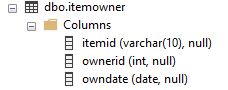 dbo.itemowner
Columns
itemid (varchar(10), null)
ownerid (int, null)
owndate (date, null)